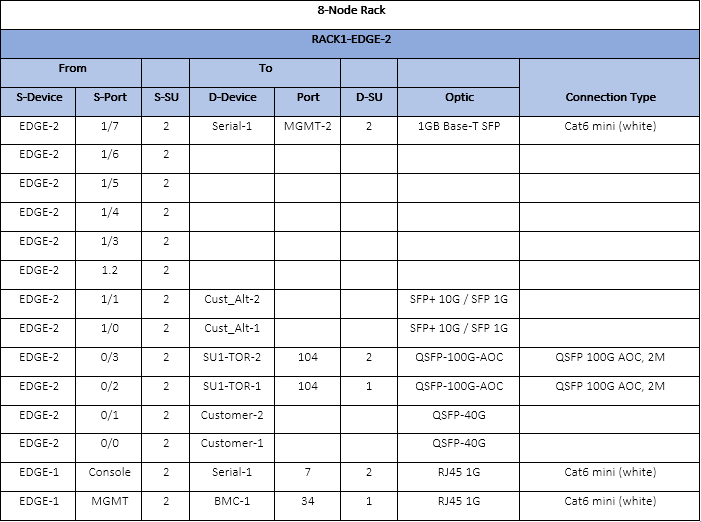 8-Node Rack
RACK1-EDGE-2
From To
S-Device S-Port S-SU D-Device Port D-SU Optic Connection Type
EDGE-2 1/7 2 Serial-1 MGMT-2 2 1GB Base-T SFP Cat6 mini (white)
EDGE-2 1/6 2
EDGE-2 1/5 2
EDGE-2 1/4 2
EDGE-2 1/3 2
EDGE-2 1.2 2
EDGE-2 1/1 2 Cust_Alt-2 SFP+ 10G / SFP 1G
EDGE-2 1/0 2 Cust_Alt-1 SFP+ 10G / SFP 1G
EDGE-2 0/3 2 SU1-TOR-2 104 2 QSFP-100G-AOC QSFP 100G AOC, 2M
EDGE-2 0/2 2 SU1-TOR-1 104 1 QSFP-100G-AOC QSFP 100G AOC, 2M
EDGE-2 0/1 2 Customer-2 QSFP-40G
EDGE-2 0/0 2 Customer-1 QSFP-40G
EDGE-1 Console 2 Serial-1 7 2 RJ45 1G Cat6 mini (white)
EDGE-1 MGMT 2 BMC-1 34 1 RJ45 1G Cat6 mini (white)